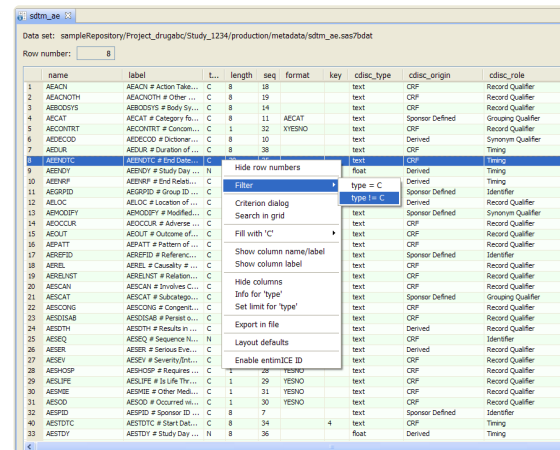 sdtm_ae
Data set: sampleRepository/Project_drugabc/Study_1234/production/metadata/sdtm_ae.sas7bdat
Row number: 8
name label t... length seq format key cdisc_type cdisc_origin cdisc_role
1 AEACN AEACN # Action Take... C 8 18 text CRF Record Qualifier
2 AEACNOTH AEACNOTH # Other ... C 8 19 text CRF Record Qualifier
3 AEBODSYS AEBODYS # Body Sy... C 8 14 text CRF Record Qualifier
4 AECAT AECAT # Category fo... C 8 11 AECAT text Sponsor Defined Grouping Qualifier
5 AECONTRT AECONTRT # Concom... C 1 32 XYESNO text CRF Record Qualifier
6 AEDECOD AEDECOD # Dictionar... C 8 10 text Derived Synonym Qualifier
7 AEDUR AEDUR # Duration of ... C 8 38 text CRF Timing
8 AEENDTC AEENDTC # End Date... C text CRF Timing
9 AEENDY AEENDY # Study Day ... N float Derived Timing
10 AEENRF AEENRF # End Relati... C Timing
11 AEGRPID AEGRPID # Group ID ... C Identifier
12 AELOC AELOC # Location of ... C Record Qualifier
13 AEMODIFY AEMODIFY # Modified... C text Sponsor Defined Synonym Qualifier
14 AEOCCUR AEOCCUR # Adverse ... C text CRF Record Qualifier
15 AEOUT AEOUT # Outcome of... C text CRF Record Qualifier
16 AEPATT AEPATT # Pattern of ... C text CRF Record Qualifier
17 AEREFID AEREFID # Referenc... C text Sponsor Defined Identifier
18 AEREL AEREL # Causality # ... C text CRF Record Qualifier
19 AERELNST AERELNST # Relation... C text CRF Record Qualifier
20 AESCAN AESCAN # Involves C... C text CRF Record Qualifier
21 AESCAT AESCAT # Subcatego... C text Sponsor Defined Grouping Qualifier
22 AESCONG AESCONG # Congenit... C text CRF Record Qualifier
23 AESDISAB AESDISAB # Persist o... C text CRF Record Qualifier
24 AESDTH AESDTH # Results in ... C text Derived Record Qualifier
25 AESEQ AESEQ # Sequence N... N text CRF Identifier
26 AESER AESER # Serious Eve... C text Derived Record Qualifier
27 AESEV AESEV # Severity/Int... C text CRF Record Qualifier
28 AESHOSP AESHOSP # Requires ... C 1 28 YESNO text CRF Record Qualifier
29 AESLIFE AESLIFE # Is Life Thr... C 1 29 YESNO text CRF Record Qualifier
30 AESMIE AESMIE # Other Medi... C 1 31 YESNO text CRF Record Qualifier
31 AESOD AESOD # Occurred wi... C 1 30 YESNO text CRF Record Qualifier
32 AESPID AESPID # Sponsor ID ... C 8 7 text Sponsor Defined Identifier
40 AESTDTC AESTDTC # Start Dat... C 8 34 4 text CRF Timing
33 AESTDY AESTDY # Study Day ... N 8 36 float Derived Timing
Hide row numbers
Filter
Criterion dialog
Search in grid
Fill with 'C'
Show column name/label
Show column label
Hide columns
Info for 'type'
Set limit for 'type'
Export in file
Layout defaults
Enable entimICE ID
type = C
type != C